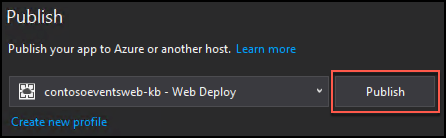 Publish
Publish your app to Azure or another host. Learn more
contosoeventsweb-kb - Web Deploy
Publish
Create new profile